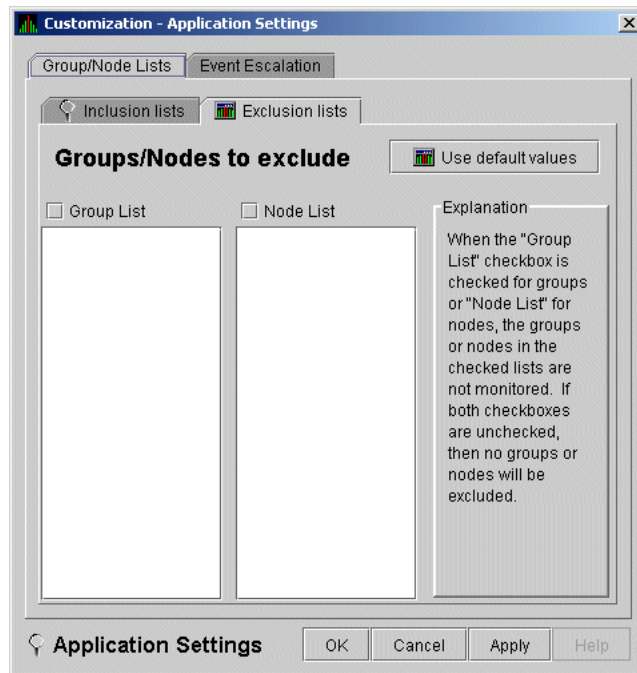 Customization - Application Settings
Group/Node Lists Event Escalation
Inclusion lists Exclusion lists
Groups/Nodes to exclude Use default values
Group List Node List Explanation
When the "Group
List" checkbox is
checked for groups
or "Node List" for
nodes, the groups
or nodes in the
checked lists are
not monitored. If
both checkboxes
are unchecked,
then no groups or
nodes will be
excluded.
Application Settings OK Cancel Apply Help